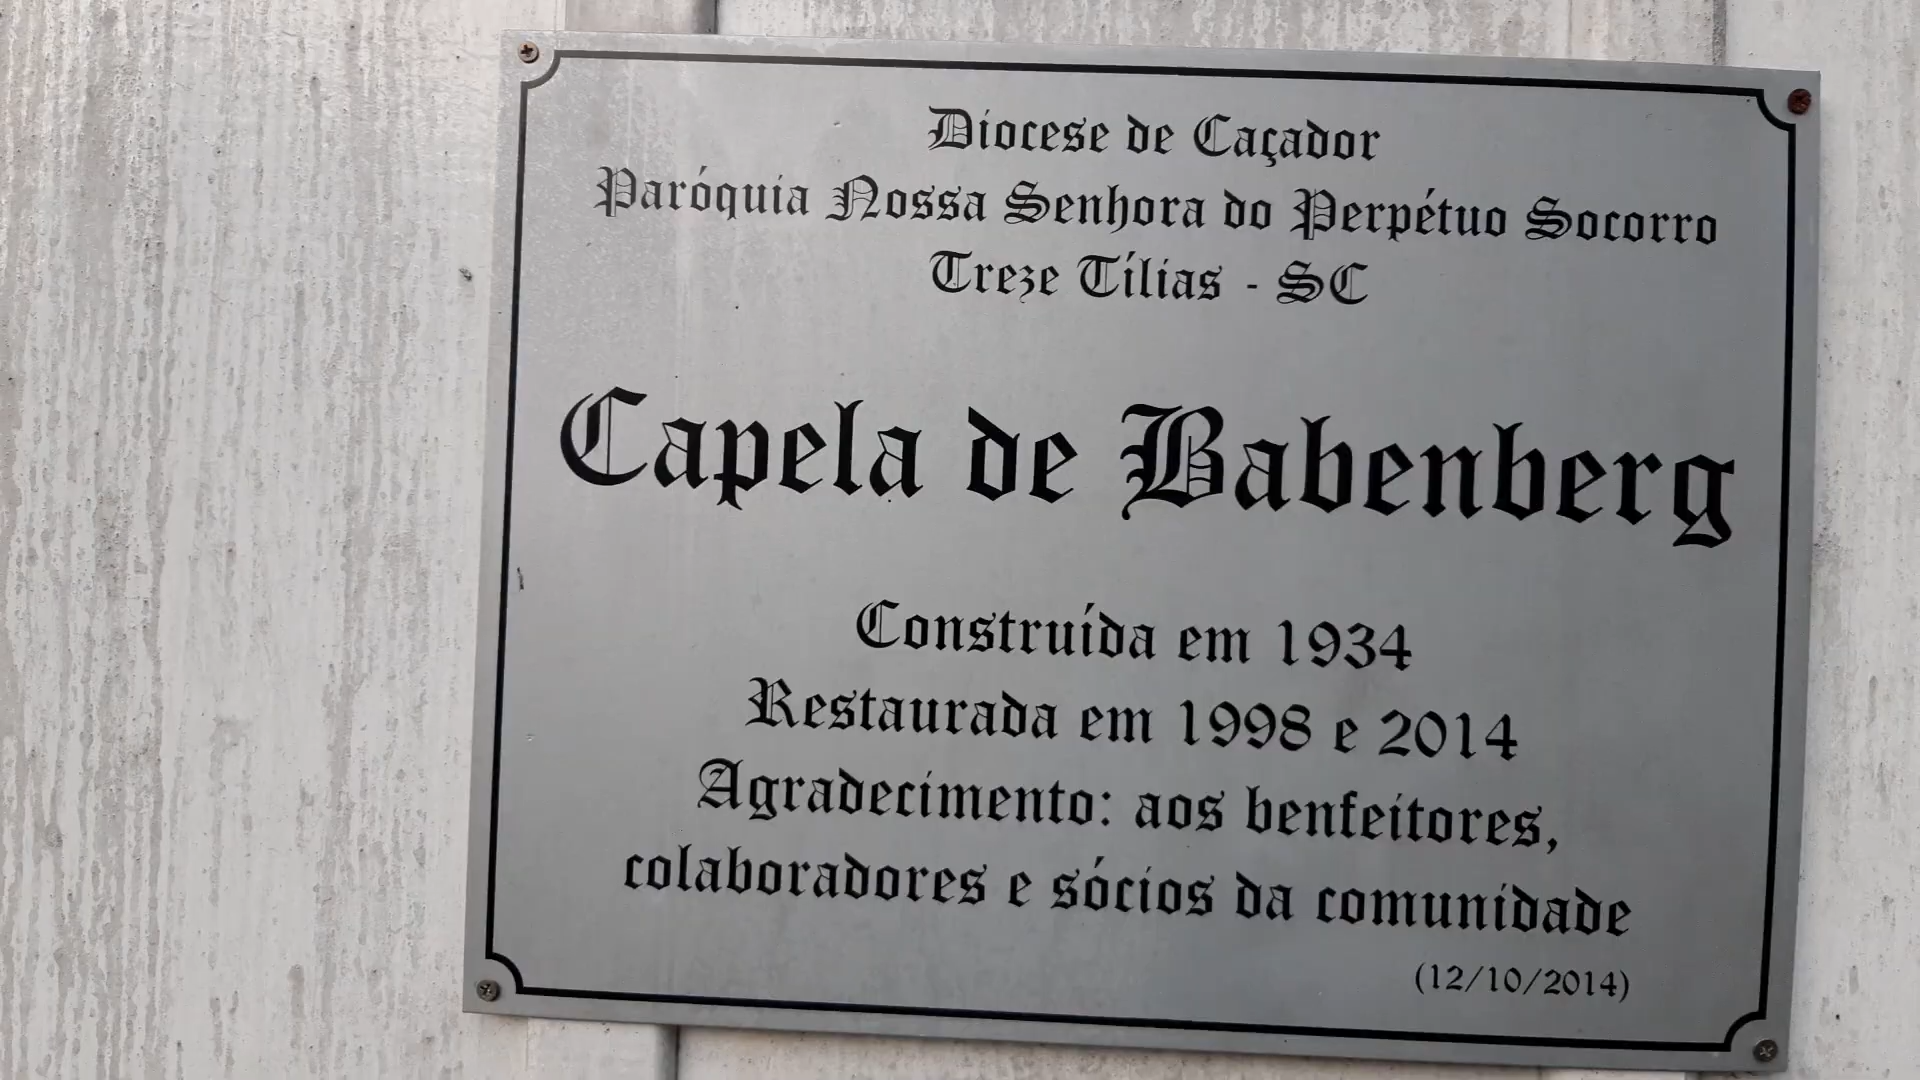 Diocese de Caçador
Paróquia Nossa Senhora do Perpétuo Socorro
Treze Tílias - SC
Capela de Babenberg
Construída em 1934
Restaurada em 1998 e 2014
Agradecimento: aos benfeitores,
colaboradores e sócios da comunidade
(12/10/2014)